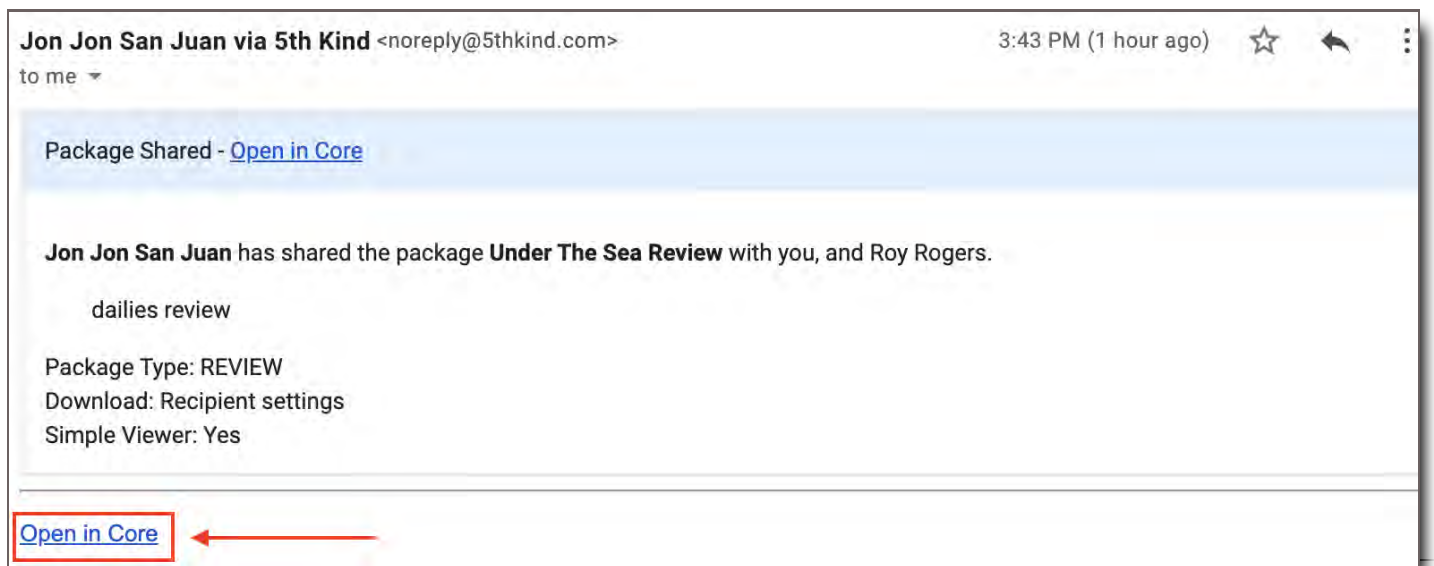 Jon Jon San Juan via 5th Kind <noreply@5thkind.com> 3:43 PM (1 hour ago)
to me
Package Shared - Open in Core
Jon Jon San Juan has shared the package Under The Sea Review with you, and Roy Rogers.
dailies review
Package Type: REVIEW
Download: Recipient settings
Simple Viewer: Yes
Open in Core